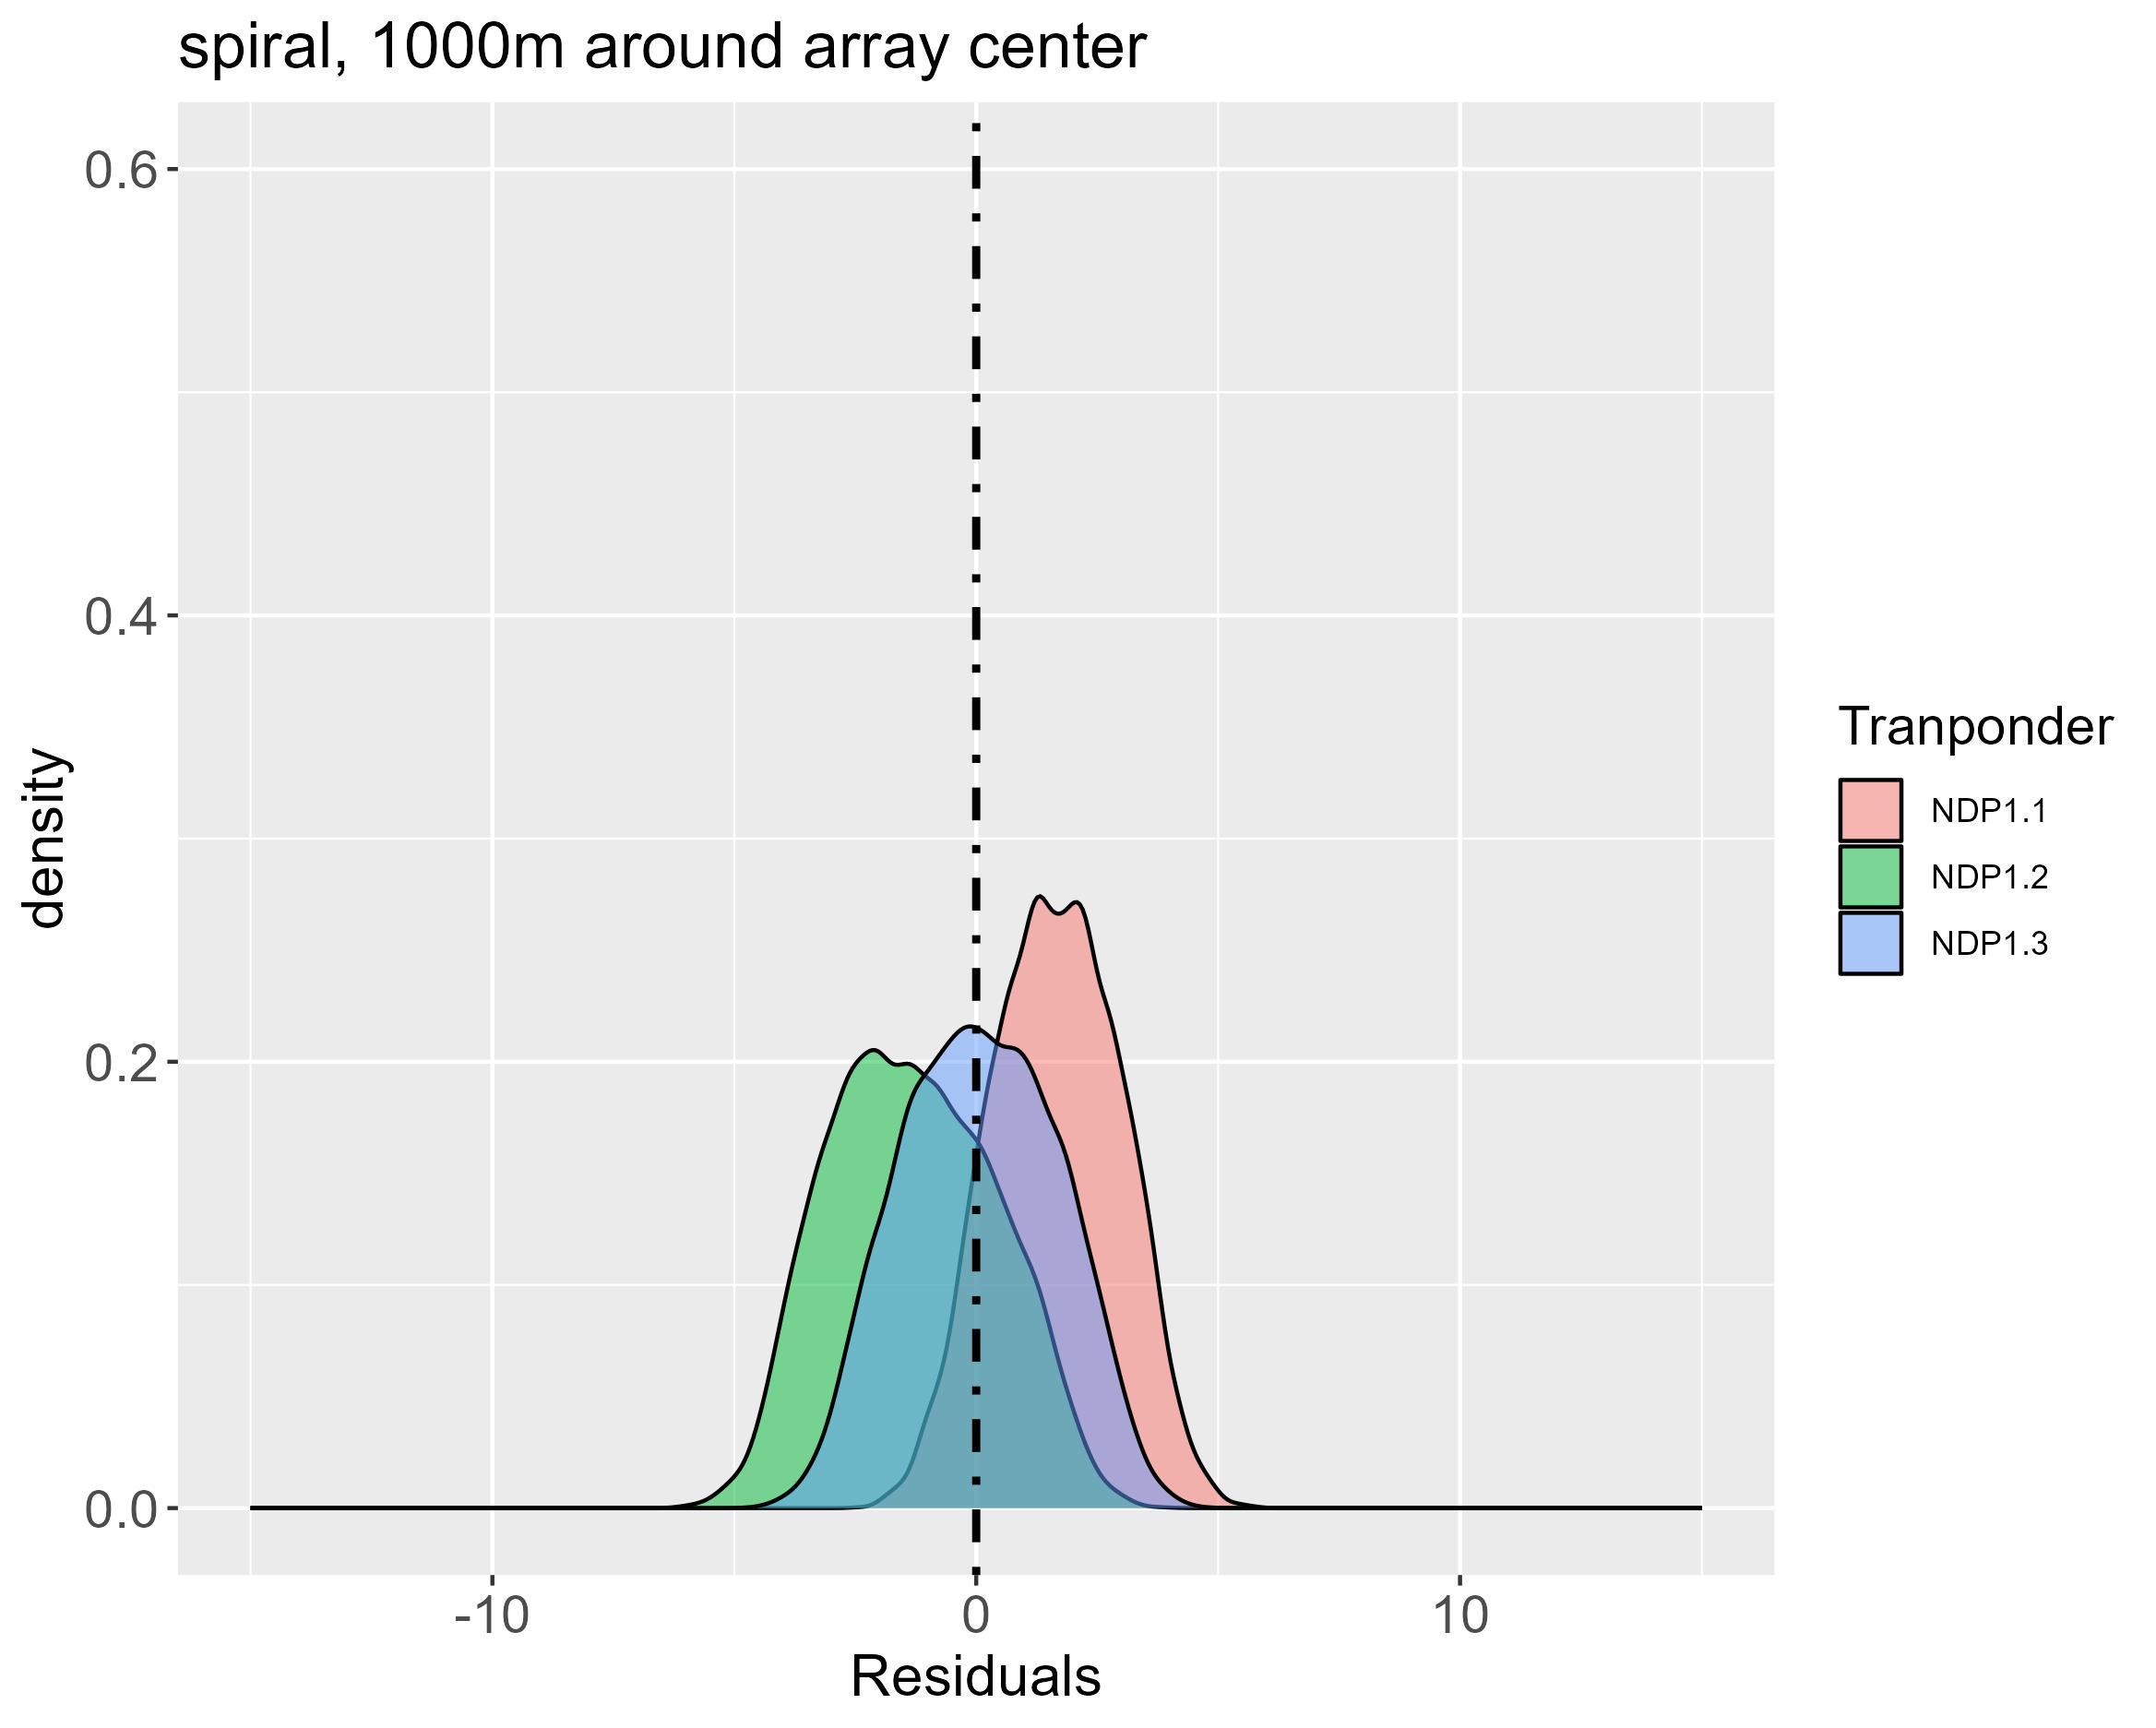 spiral, 1000m around array center
0.6
0.4
0.2
0.0
density
-10 0 10
Residuals
Tranponder
NDP1.1
NDP1.2
NDP1.3